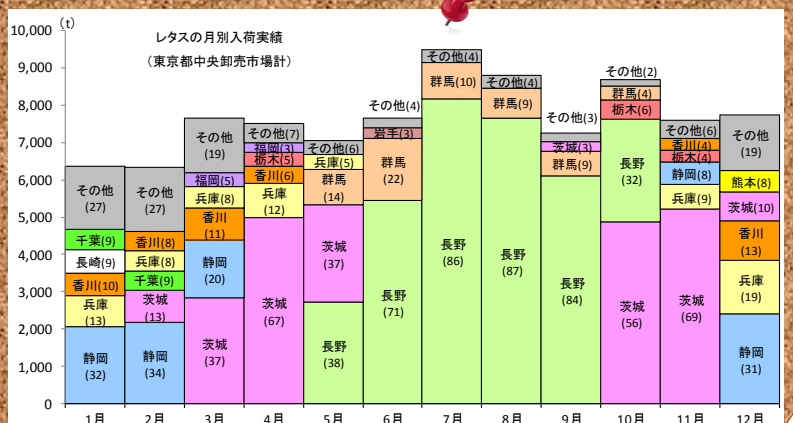 (t)
レタスの月別入荷実績
(東京都中央卸売市場計)
10,000
9,000
8,000
7,000
6,000
5,000
4,000
3,000
2,000
1,000
0
その他
(27)
千葉(9)
長崎(9)
香川(10)
兵庫
(13)
静岡
(32)
1月
その他
(27)
香川(8)
兵庫(8)
千葉(9)
茨城
(13)
静岡
(34)
2月
その他
(19)
福岡(5)
兵庫(8)
香川
(11)
静岡
(20)
茨城
(37)
3月
その他(7)
福岡(3)
栃木(5)
香川(6)
兵庫
(12)
茨城
(67)
4月
その他(6)
兵庫(5)
群馬
(14)
茨城
(37)
長野
(38)
5月
その他(4)
岩手(3)
群馬
(22)
長野
(71)
6月
その他(4)
群馬(10)
長野
(86)
7月
その他(4)
群馬(9)
長野
(87)
8月
その他(3)
茨城(3)
群馬(9)
長野
(84)
9月
その他(2)
群馬(4)
栃木(6)
長野
(32)
茨城
(56)
10月
その他(6)
香川(4)
栃木(4)
静岡(8)
兵庫(9)
茨城
(69)
11月
その他
(19)
熊本(8)
茨城(10)
香川
(13)
兵庫
(19)
静岡
(31)
12月